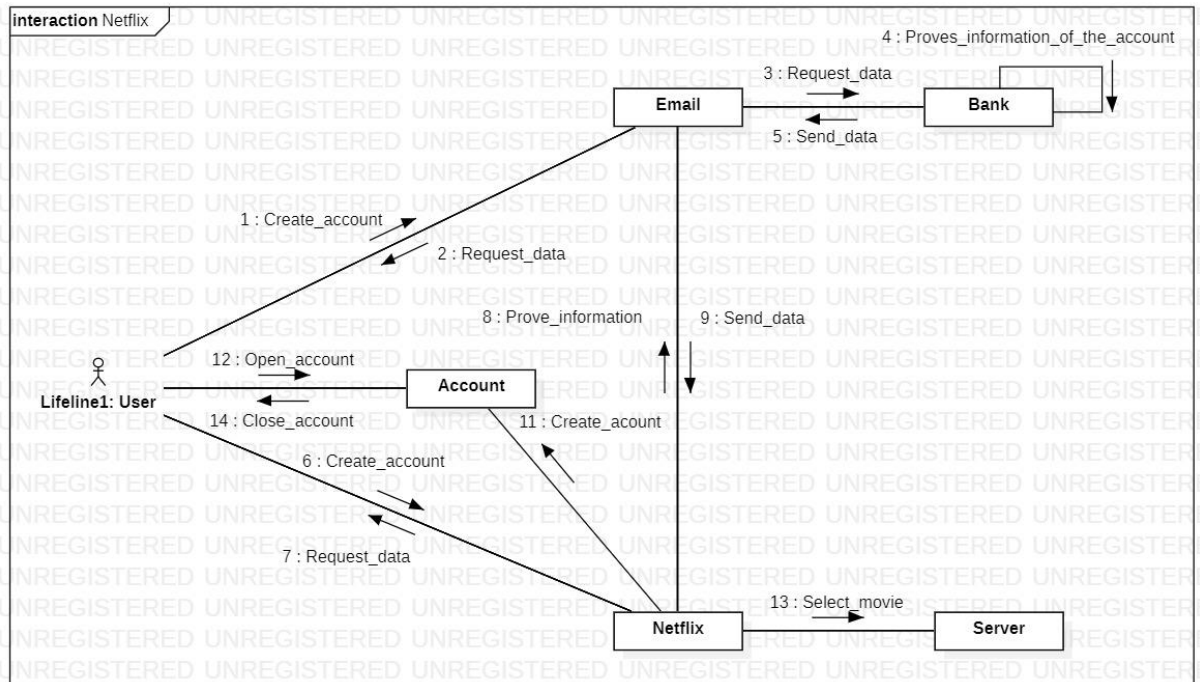 interaction Netflix
4 : Proves_information_of_the_account
3 : Request_data
Email
Bank
5 : Send_data
1 : Create_account
2 : Request_data
8 : Prove_information
9 : Send_data
12 : Open_account
Account
Lifeline1: User
14 : Close_account
11 : Create_acount
6 : Create_account
7 : Request_data
13 : Select_movie
Netflix
Server
UNREGISTERED